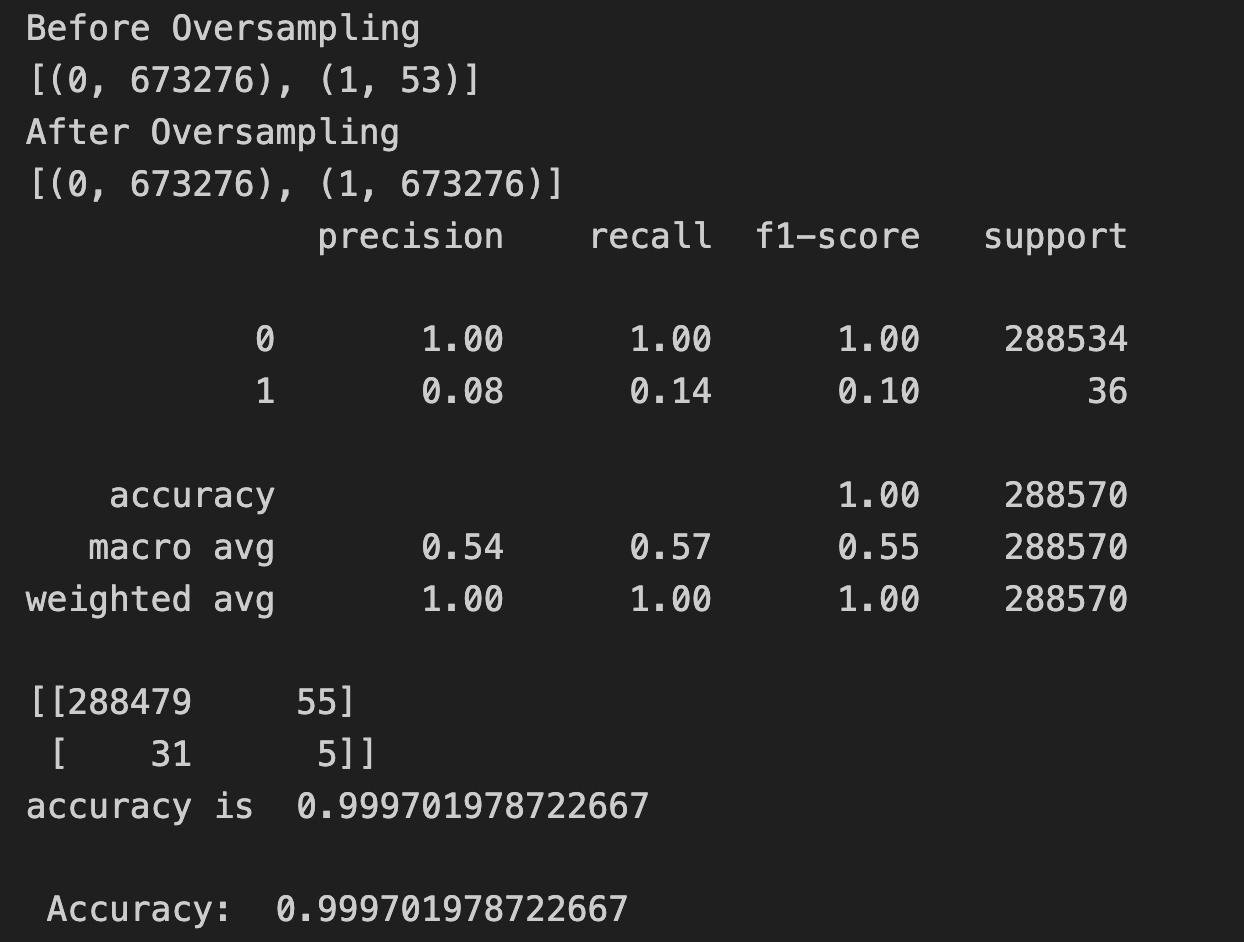 Before Oversampling
[(0, 673276), (1, 53)]
After Oversampling
[(0, 673276), (1, 673276)]
              precision    recall  f1-score   support

           0       1.00      1.00      1.00    288534
           1       0.08      0.14      0.10        36

    accuracy                           1.00    288570
   macro avg       0.54      0.57      0.55    288570
weighted avg       1.00      1.00      1.00    288570

[[288479     55]
 [    31      5]]
accuracy is  0.999701978722667

 Accuracy:  0.999701978722667